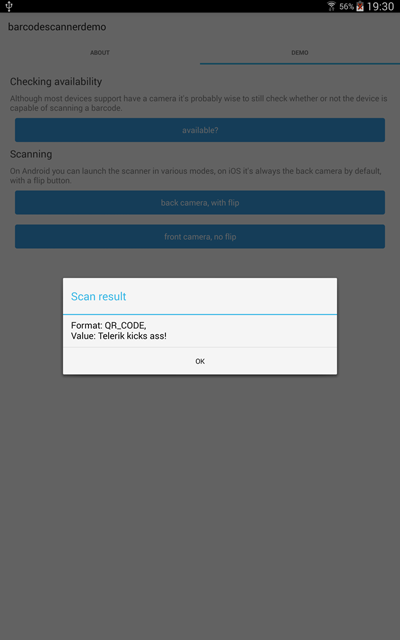 56% 19:30
barcodescannerdemo
ABOUT DEMO
Checking availability
Although most devices support have a camera it's probably wise to still check whether or not the device is
capable of scanning a barcode.
available?
Scanning
On Android you can launch the scanner in various modes, on iOS it's always the back camera by default,
with a flip button.
back camera, with flip
front camera, no flip
Scan result
Format: QR_CODE,
Value: Telerik kicks ass!
OK